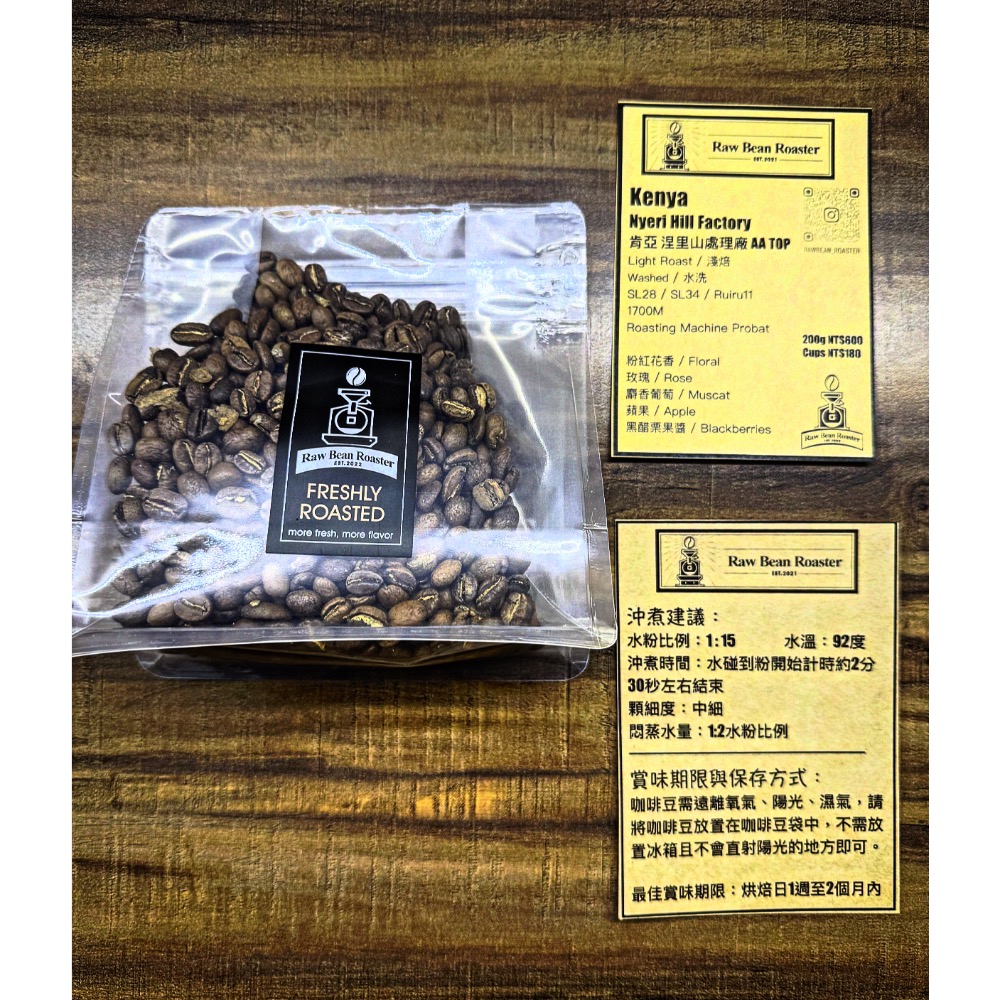 Raw Bean Roaster
EST.2022
FRESHLY
ROASTED
more fresh, more flavor
Raw Bean Roaster
EST. 2021
Kenya
Nyeri Hill Factory
肯亞 涅里山處理廠 AA TOP
Light Roast / 淺焙
Washed / 水洗
SL28 / SL34 / Ruiru11
1700M
Roasting Machine Probat
RAWBEAN_ROASTER
200g NT$600
Cups NT$180
粉紅花香 / Floral
玫瑰 / Rose
麝香葡萄 / Muscat
蘋果 / Apple
黑醋栗果醬 / Blackberries
Raw Bean Roaster
Raw Bean Roaster
EST.2021
沖煮建議：
水粉比例：1:15 水溫：92度
沖煮時間：水碰到粉開始計時約2分
30秒左右結束
顆細度：中細
悶蒸水量：1:2水粉比例
賞味期限與保存方式：
咖啡豆需遠離氧氣、陽光、濕氣，請
將咖啡豆放置在咖啡豆袋中，不需放
置冰箱且不會直射陽光的地方即可。
最佳賞味期限：烘焙日1週至2個月內